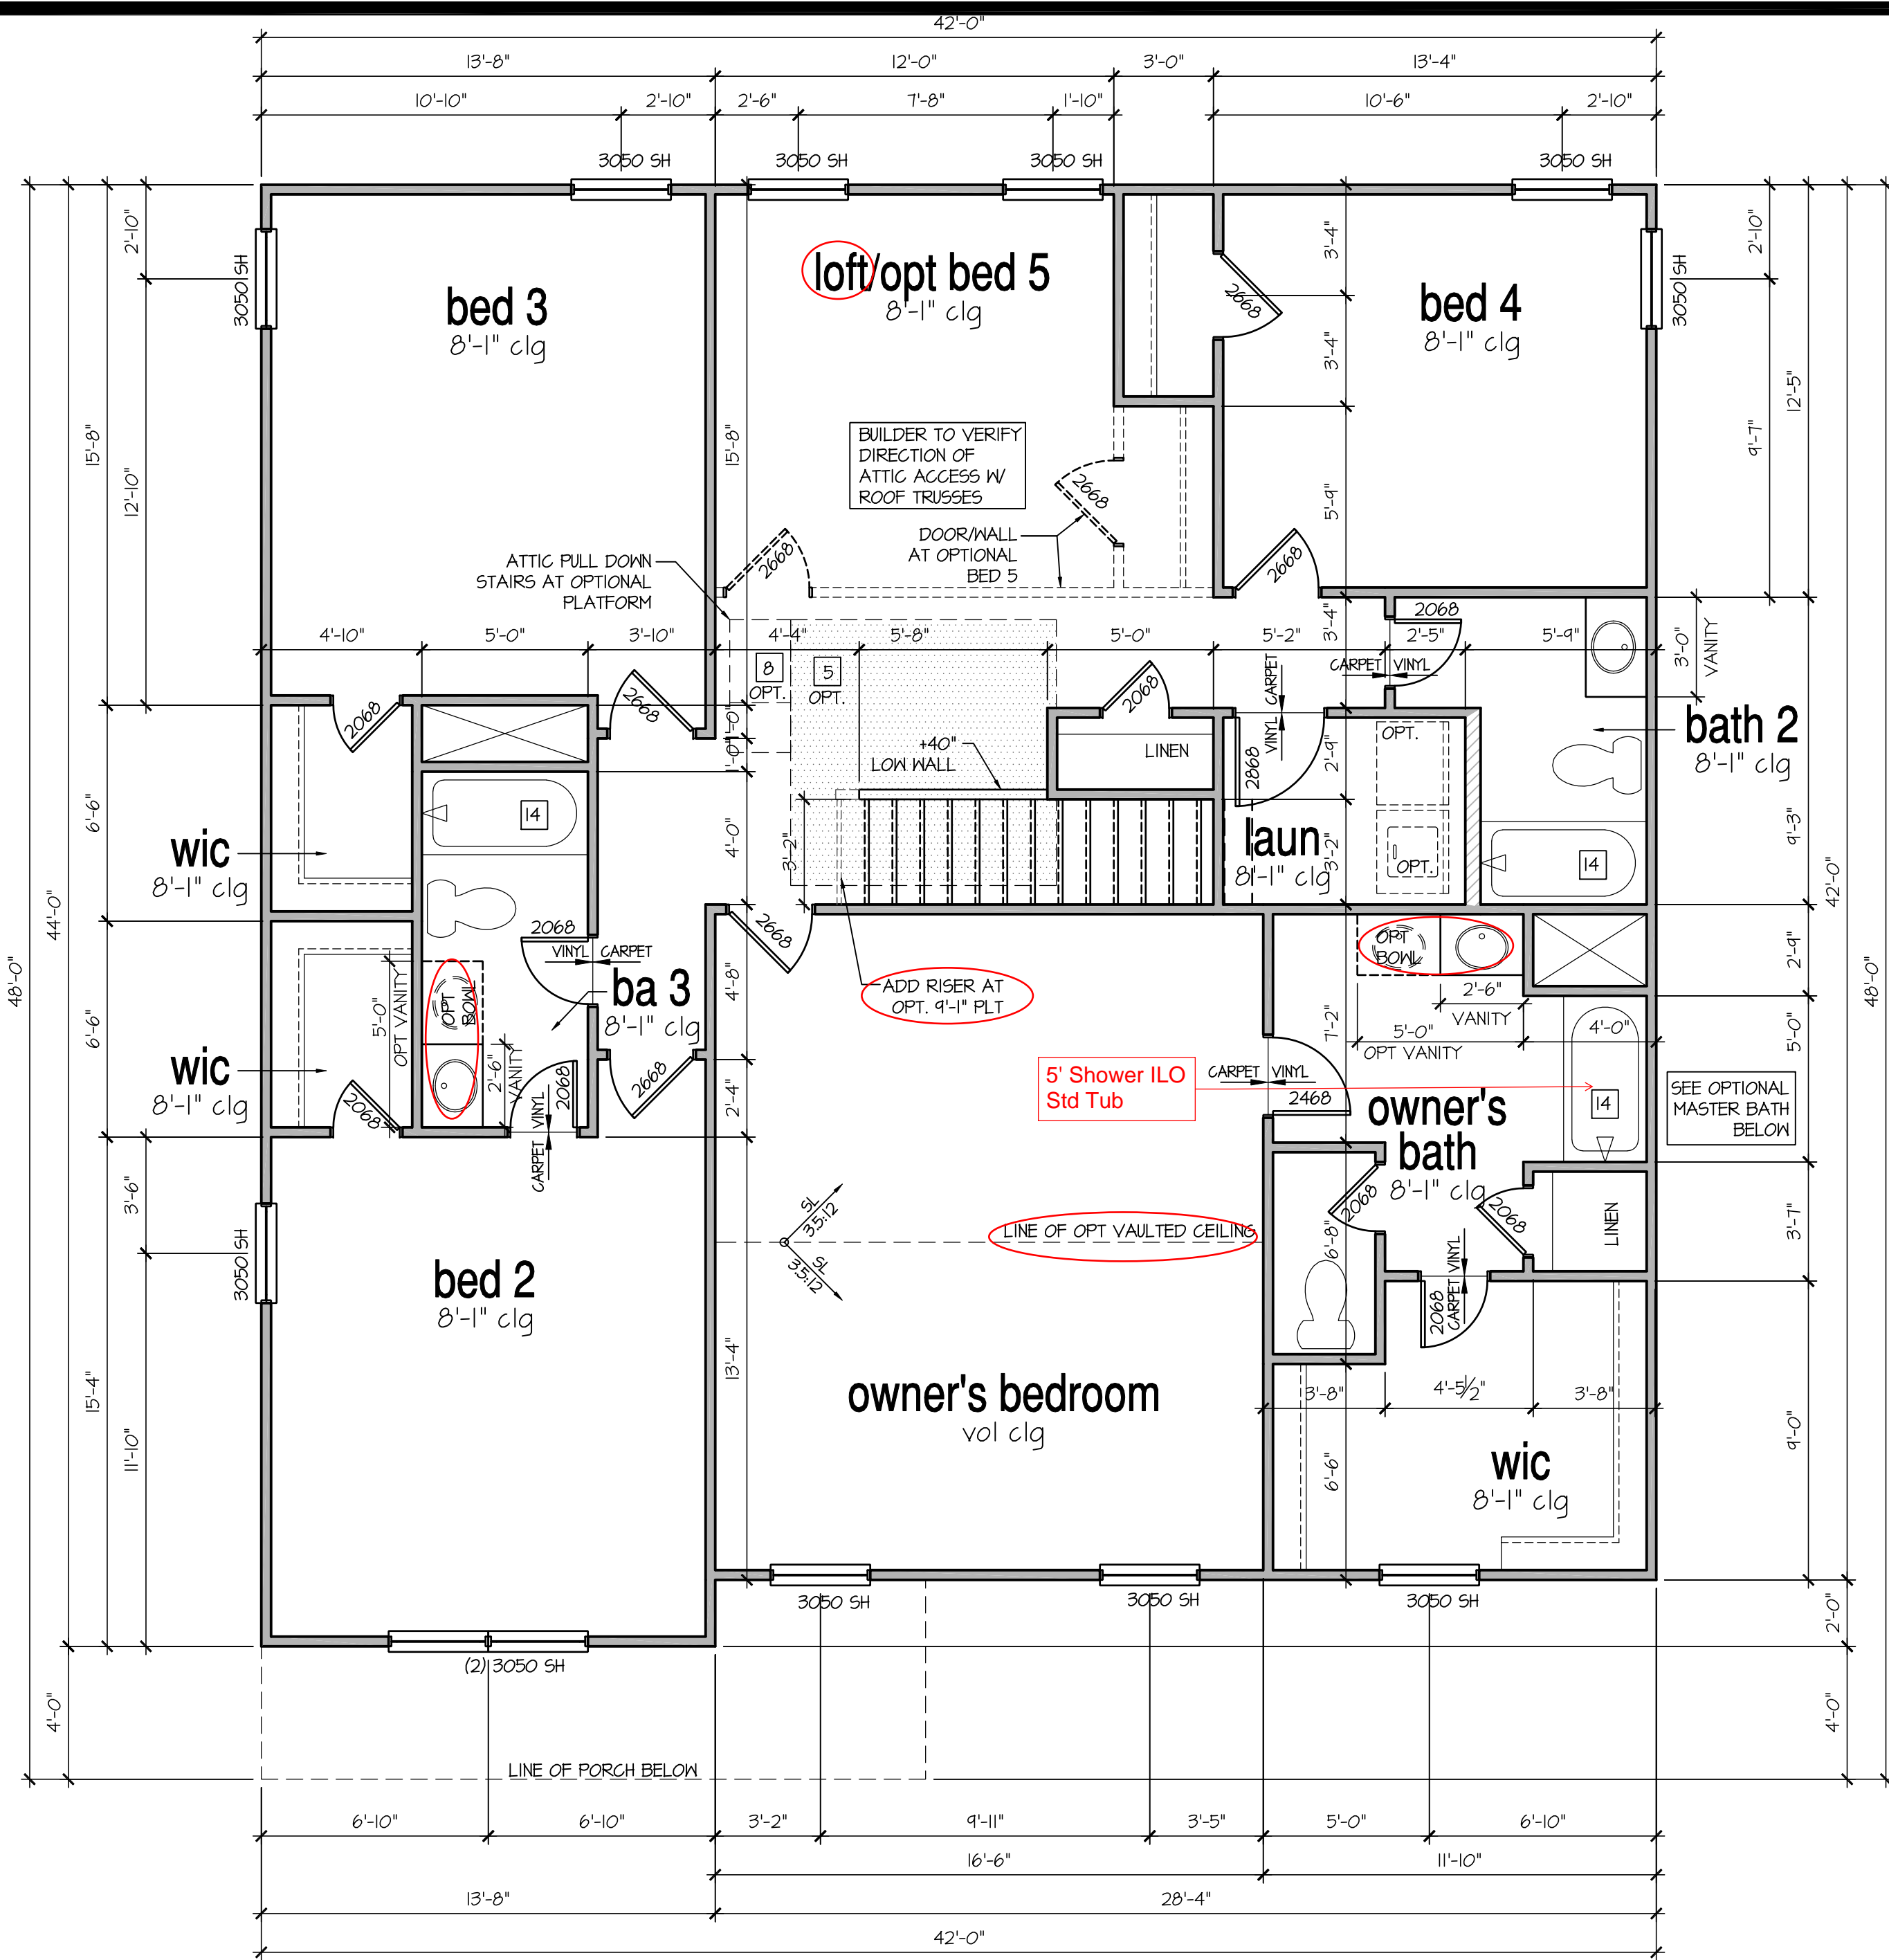 42'-0"
13'-8" 12'-0" 3'-0" 13'-4"
10'-10" 2'-10" 2'-6" 7'-8" 1'-10" 10'-6" 2'-10"
3050 SH 3050 SH 3050 SH 3050 SH
2'-10"
3050 SH
bed 3
8'-1" clg
loft/opt bed 5
8'-1" clg
3'-4"
2668
3'-4"
bed 4
8'-1" clg
3050 SH
2'-10"
12'-5"
9'-7"
15'-8"
12'-10"
15'-8"
BUILDER TO VERIFY
DIRECTION OF
ATTIC ACCESS W/
ROOF TRUSSES
2668
5'-9"
DOOR/WALL
AT OPTIONAL
BED 5
ATTIC PULL DOWN
STAIRS AT OPTIONAL
PLATFORM
2668
2668
4'-10" 5'-0" 3'-10" 4'-4" 5'-8" 5'-0" 5'-2" 2'-5" 5'-9"
3'-4"
2068
3'-0"
VANITY
8
OPT.
5
OPT.
CARPET VINYL
VINYL CARPET
2068
2668
2068
1'-0"
1'-0"
+40"
LOW WALL
LINEN
2868
2'-9"
OPT.
bath 2
8'-1" clg
6'-6"
wic
8'-1" clg
14
4'-0"
3'-2"
laun
8'-1" clg
3'-2"
OPT.
14
9'-3"
42'-0"
44'-0"
48'-0"
48'-0"
2068
VINYL CARPET
2668
4'-8"
ADD RISER AT
OPT. 9'-1" PLT
OPT
BOWL
2'-9"
2'-6"
VANITY
5'-0"
OPT VANITY
4'-0"
5'-0"
7'-2"
6'-6"
wic
8'-1" clg
5'-0"
OPT VANITY
OPT
BOWL
ba 3
8'-1" clg
2'-6"
VANITY
2068
2068
2668
2'-4"
CARPET VINYL
5' Shower ILO
Std Tub
CARPET VINYL
2468
owner's
bath
8'-1" clg
14
SEE OPTIONAL
MASTER BATH
BELOW
3'-6"
3050 SH
bed 2
8'-1" clg
SL
3.5:12
SL
3.5:12
LINE OF OPT VAULTED CEILING
2068
6'-8"
2068
LINEN
3'-7"
CARPET VINYL
2068
15'-4"
11'-10"
13'-4"
owner's bedroom
vol clg
3'-8" 4'-5 1/2" 3'-8"
6'-6"
wic
8'-1" clg
9'-0"
3050 SH 3050 SH 3050 SH
2'-0"
(2) 3050 SH
4'-0"
4'-0"
LINE OF PORCH BELOW
6'-10" 6'-10" 3'-2" 9'-11" 3'-5" 5'-0" 6'-10"
16'-6" 11'-10"
13'-8" 28'-4"
42'-0"